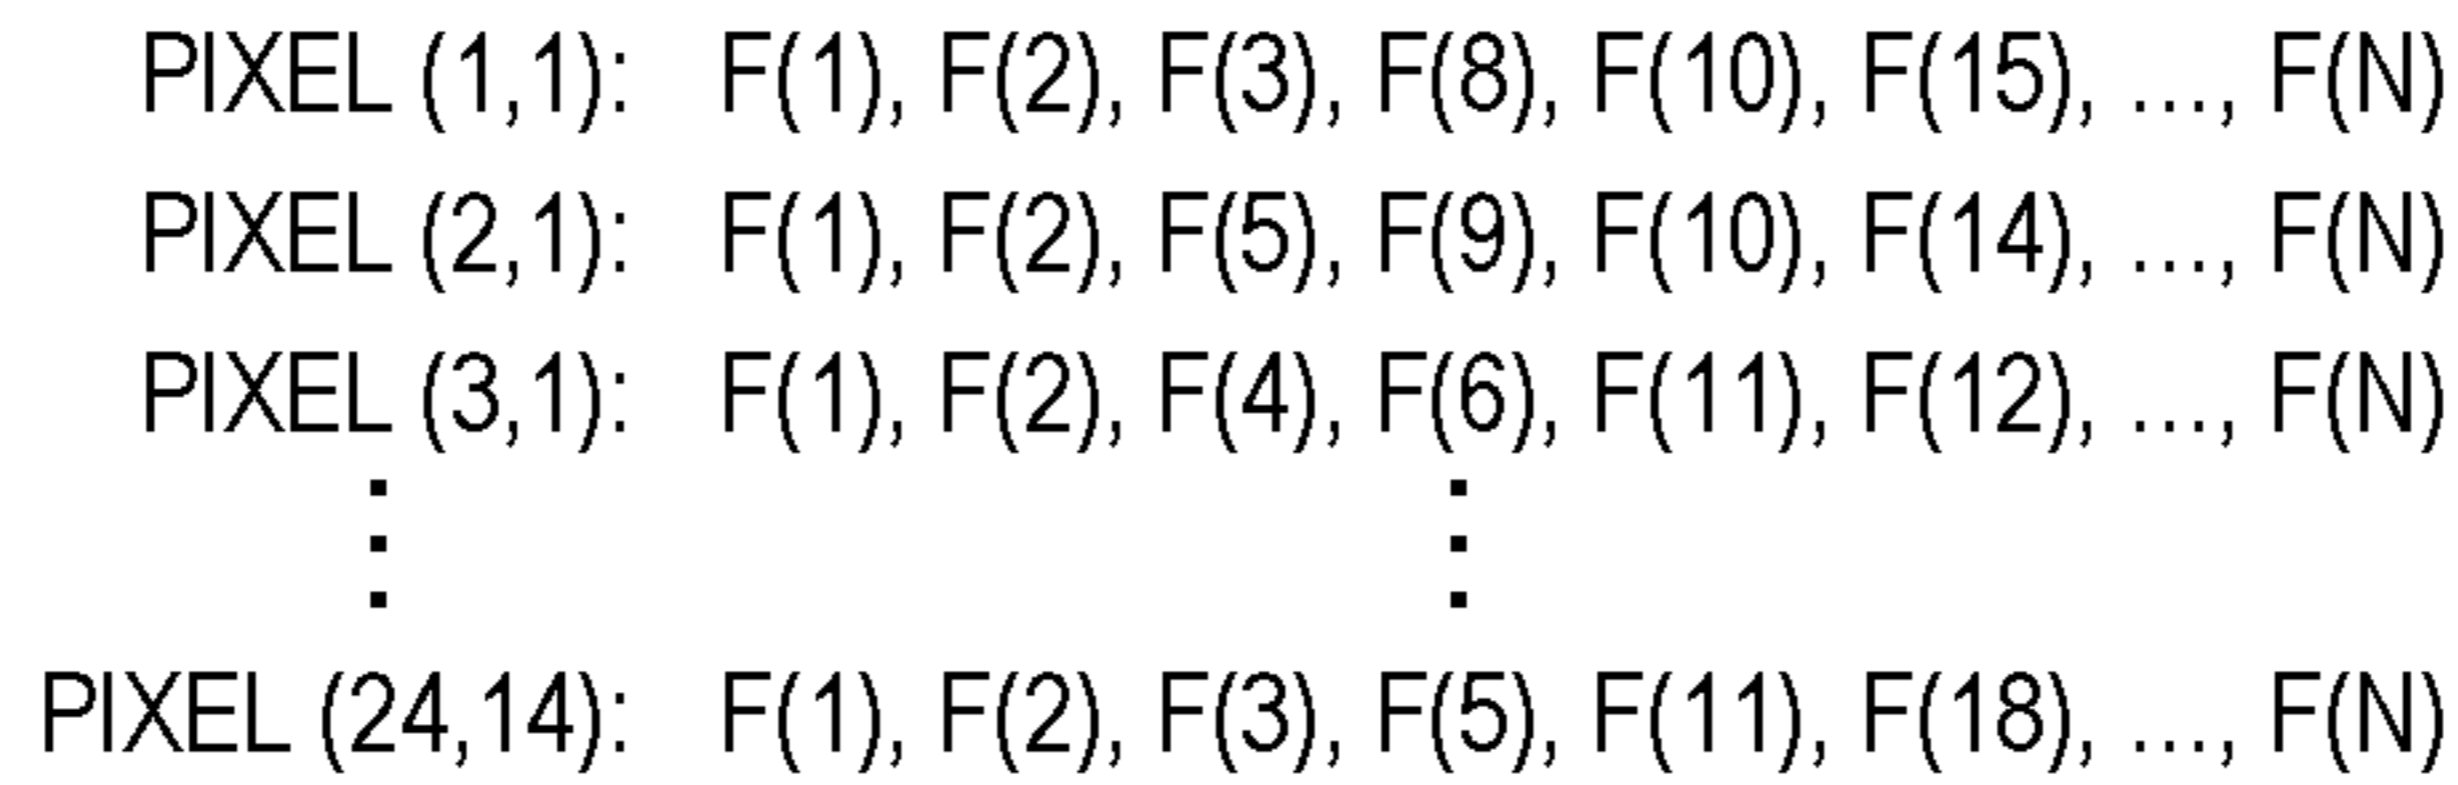 PIXEL (1,1): F(1), F(2), F(3), F(8), F(10), F(15), ..., F(N)
PIXEL (2,1): F(1), F(2), F(5), F(9), F(10), F(14), ..., F(N)
PIXEL (3,1): F(1), F(2), F(4), F(6), F(11), F(12), ..., F(N)
PIXEL (24,14): F(1), F(2), F(3), F(5), F(11), F(18), ..., F(N)